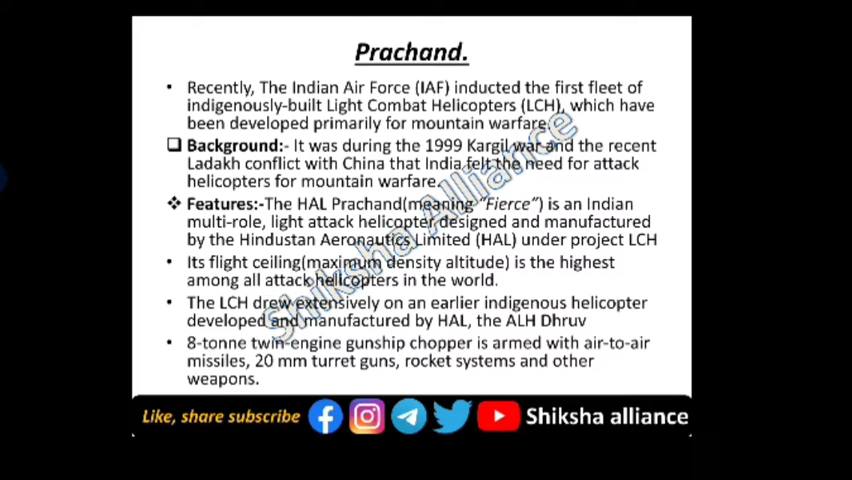 Prachand.
• Recently, The Indian Air Force (IAF) inducted the first fleet of
indigenously-built Light Combat Helicopters (LCH), which have
been developed primarily for mountain warfare.
❑ Background:- It was during the 1999 Kargil war and the recent
Ladakh conflict with China that India felt the need for attack
helicopters for mountain warfare.
❖ Features:-The HAL Prachand(meaning “Fierce”) is an Indian
multi-role, light attack helicopter designed and manufactured
by the Hindustan Aeronautics Limited (HAL) under project LCH
• Its flight ceiling(maximum density altitude) is the highest
among all attack helicopters in the world.
• The LCH drew extensively on an earlier indigenous helicopter
developed and manufactured by HAL, the ALH Dhruv
• 8-tonne twin-engine gunship chopper is armed with air-to-air
missiles, 20 mm turret guns, rocket systems and other
weapons.
Shiksha Alliance
Like, share subscribe Shiksha alliance